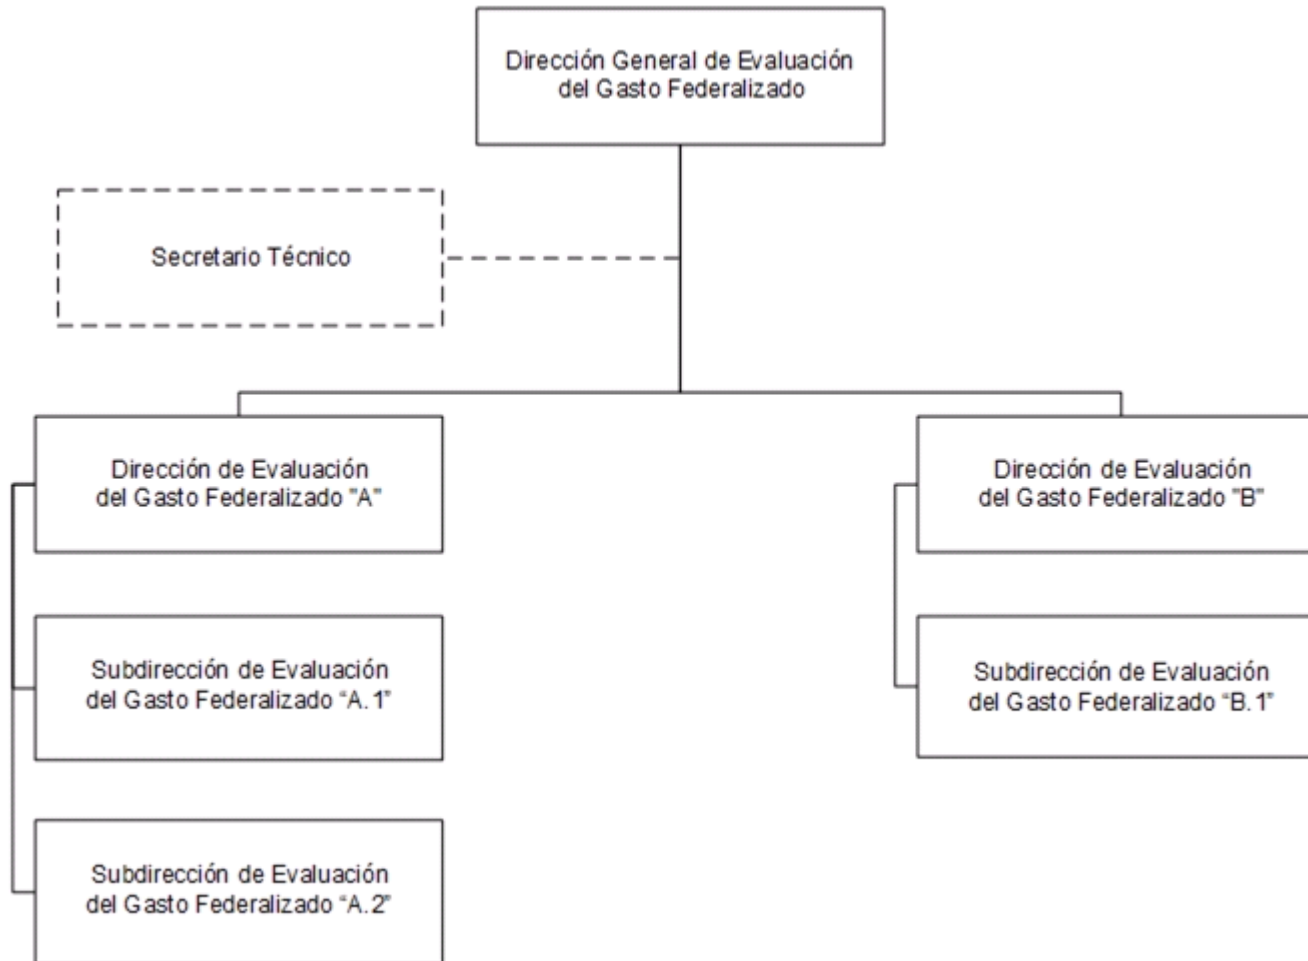 Dirección General de Evaluación
del Gasto Federalizado
Secretario Técnico
Dirección de Evaluación
del Gasto Federalizado "A"
Dirección de Evaluación
del Gasto Federalizado "B"
Subdirección de Evaluación
del Gasto Federalizado “A.1”
Subdirección de Evaluación
del Gasto Federalizado “B.1”
Subdirección de Evaluación
del Gasto Federalizado “A.2”